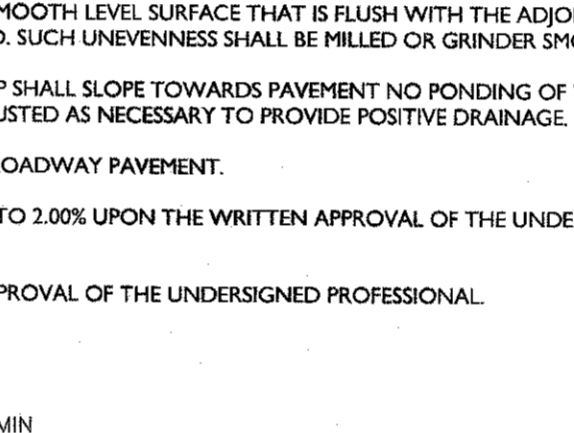 MOOTH LEVEL SURFACE THAT IS FLUSH WITH THE ADJO
. SUCH UNEVENNESS SHALL BE MILLED OR GRINDER SM
P SHALL SLOPE TOWARDS PAVEMENT NO PONDING OF
USTED AS NECESSARY TO PROVIDE POSITIVE DRAINAGE.
OADWAY PAVEMENT.
TO 2.00% UPON THE WRITTEN APPROVAL OF THE UNDE
PROVAL OF THE UNDERSIGNED PROFESSIONAL.
MIN